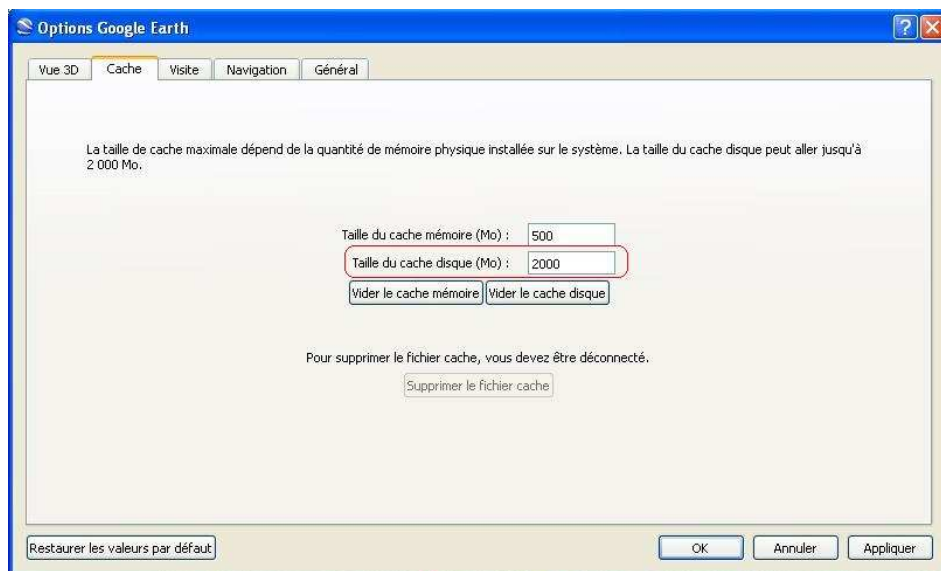 Options Google Earth
Vue 3D Cache Visite Navigation Général
La taille de cache maximale dépend de la quantité de mémoire physique installée sur le système. La taille du cache disque peut aller jusqu'à
2 000 Mo.
Taille du cache mémoire (Mo) : 500
Taille du cache disque (Mo) : 2000
Vider le cache mémoire Vider le cache disque
Pour supprimer le fichier cache, vous devez être déconnecté.
Supprimer le fichier cache
Restaurer les valeurs par défaut OK Annuler Appliquer